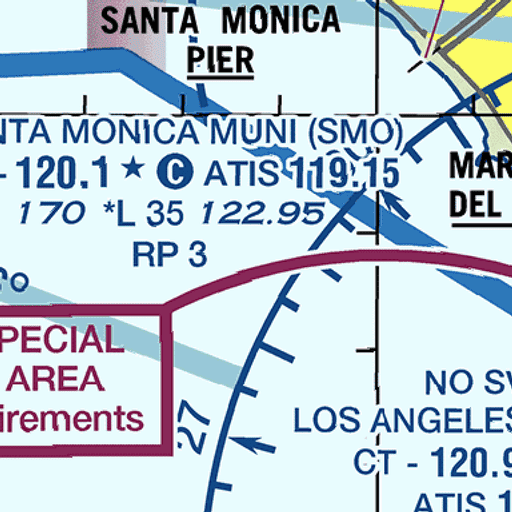 SANTA MONICA
PIER
NTA MONICA MUNI (SMO)
- 120.1 * C ATIS 119.15
170 *L 35 122.95
RP 3
MAR
DEL
PECIAL
AREA
irements
27
NO SV
LOS ANGELES
CT - 120.9
ATIS 1